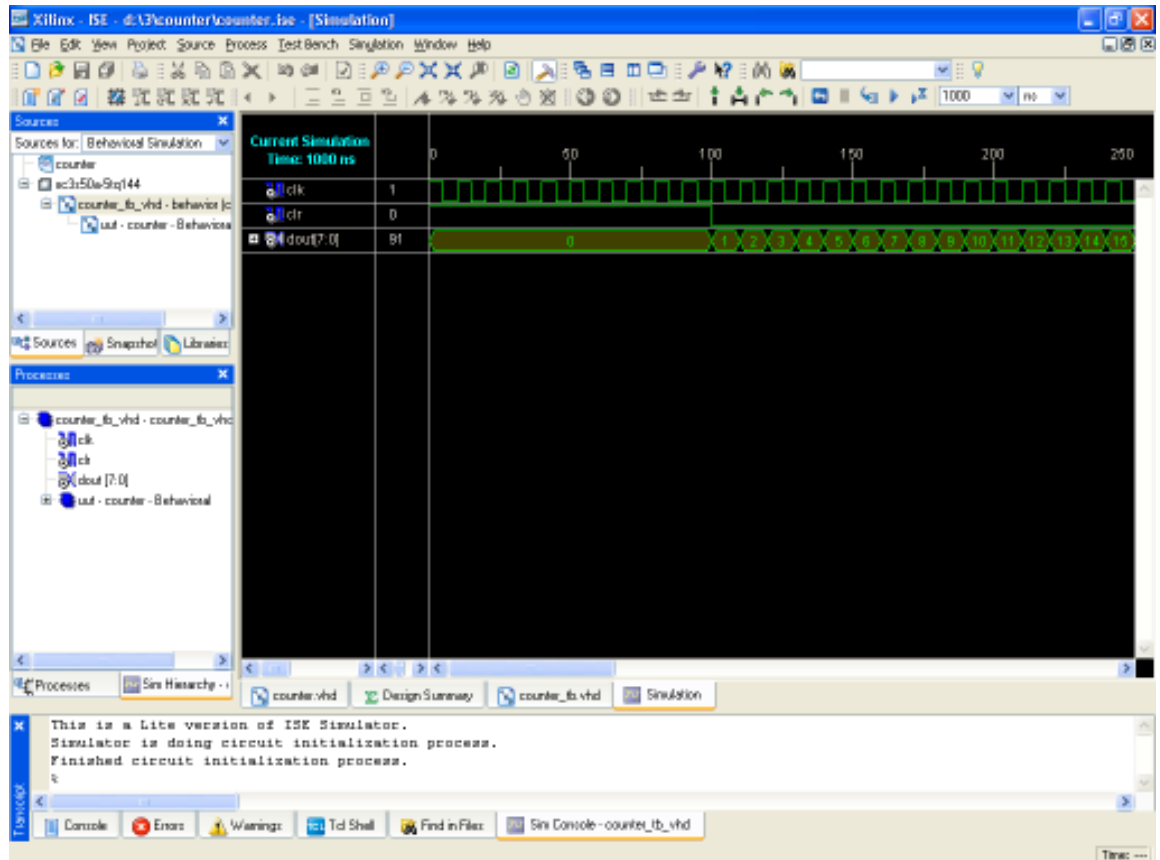 Xilinx - ISE - d:\3\counter\counter.ise - [Simulation]
File Edit View Project Source Process Test Bench Simulation Window Help
1000
Sources
Sources for: Behavioral Simulation
counter
counter_tb_vhd - behavior
uut - counter - Behaviora
Sources Snapshot Libraries
Processes
counter_tb_vhd - counter_tb_vhd
clk
clr
dout [7:0]
uut - counter - Behavioral
Processes Sim Hierarchy -
Current Simulation
Time: 1000 ns
0 50 100 150 200 250
clk 1
clr 0
dout[7:0] 91 0 1 2 3 4 5 6 7 8 9 10 11 12 13 14 15
counter.vhd Design Summary counter_tb.vhd Simulation
This is a Lite version of ISE Simulator.
Simulator is doing circuit initialization process.
Finished circuit initialization process.
%
Transcript
Console Errors Warnings Tcl Shell Find in Files Sim Console - counter_tb_vhd
Time: ---